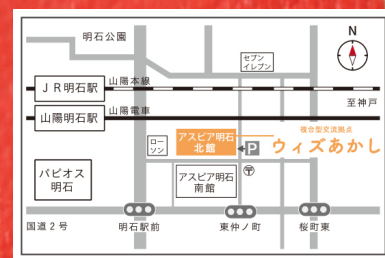 明石公園
N
セブン
イレブン
JR明石駅
山陽本線
至神戸
山陽明石駅
山陽電車
ロー
ソン
アスピア明石
北館
P
複合型交流拠点
ウィズあかし
〒
パピオス
明石
アスピア明石
南館
国道2号
明石駅前
東仲ノ町
桜町東